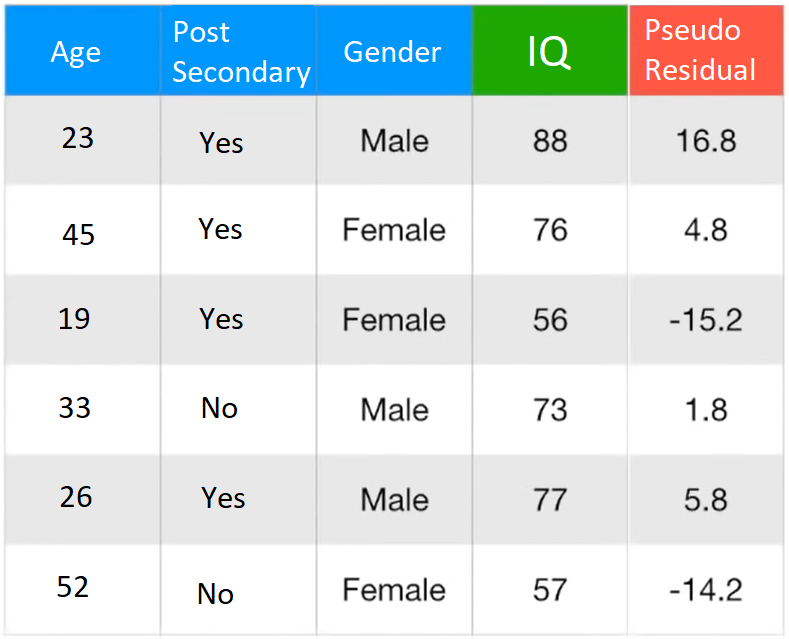 Age Post Secondary Gender IQ Pseudo Residual
23 Yes Male 88 16.8
45 Yes Female 76 4.8
19 Yes Female 56 -15.2
33 No Male 73 1.8
26 Yes Male 77 5.8
52 No Female 57 -14.2